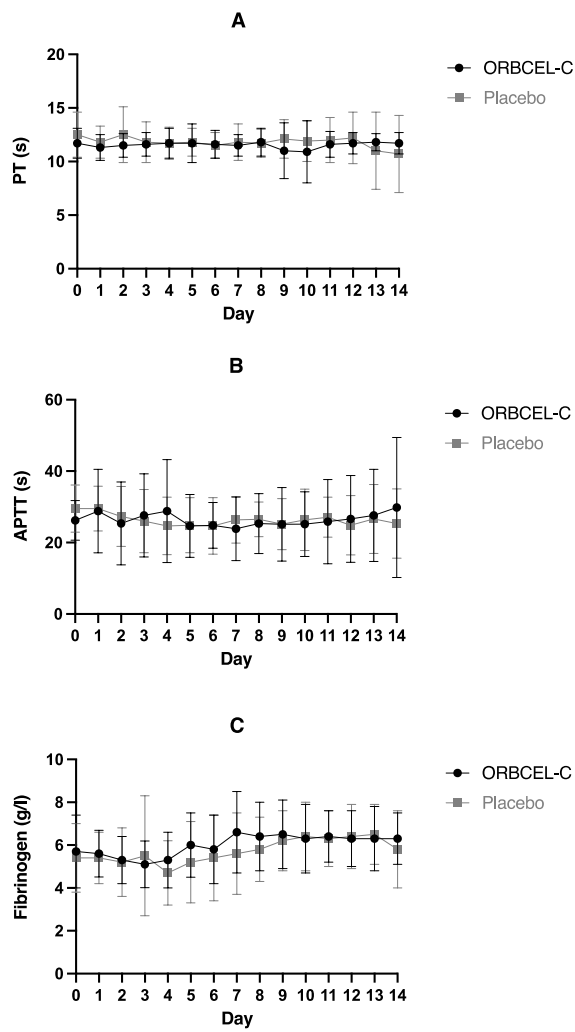 A
20
15
10
5
0
PT (s)
0 1 2 3 4 5 6 7 8 9 10 11 12 13 14
Day
ORBCEL-C
Placebo
B
60
40
20
0
APTT (s)
0 1 2 3 4 5 6 7 8 9 10 11 12 13 14
Day
ORBCEL-C
Placebo
C
10
8
6
4
2
0
Fibrinogen (g/l)
0 1 2 3 4 5 6 7 8 9 10 11 12 13 14
Day
ORBCEL-C
Placebo